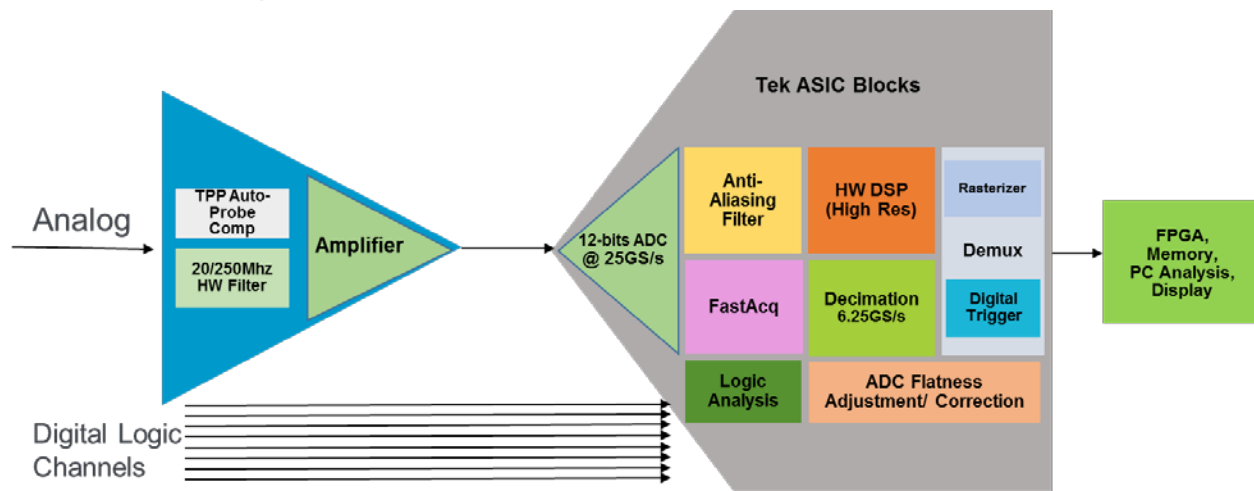 Tek ASIC Blocks
Analog
TPP Auto-
Probe
Comp
20/250Mhz
HW Filter
Amplifier
12-bits ADC
@ 25GS/s
Anti-
Aliasing
Filter
HW DSP
(High Res)
Rasterizer
Demux
FastAcq
Decimation
6.25GS/s
Digital
Trigger
Logic
Analysis
ADC Flatness
Adjustment/ Correction
FPGA,
Memory,
PC Analysis,
Display
Digital Logic
Channels